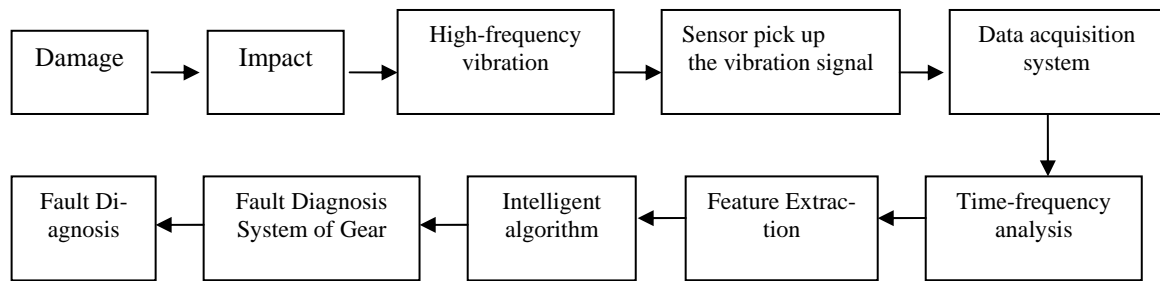 Damage
Impact
High-frequency
vibration
Sensor pick up
the vibration signal
Data acquisition
system
Fault Di-
agnosis
Fault Diagnosis
System of Gear
Intelligent
algorithm
Feature Extrac-
tion
Time-frequency
analysis